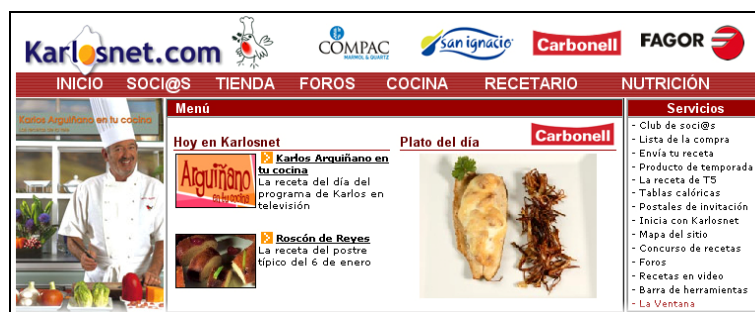 Karlosnet.com
COMPAC
MARMOL & QUARTZ
san ignacio
Carbonell
FAGOR
INICIO SOCI@S TIENDA FOROS COCINA RECETARIO NUTRICIÓN
Karlos Arguiñano en tu cocina
Menú
Hoy en Karlosnet
Arguiñano
en tu cocina
Karlos Arguiñano en
tu cocina
La receta del día del
programa de Karlos en
televisión
Roscón de Reyes
La receta del postre
típico del 6 de enero
Plato del día
Carbonell
Servicios
- Club de soci@s
- Lista de la compra
- Envía tu receta
- Producto de temporada
- La receta de T5
- Tablas calóricas
- Postales de invitación
- Inicia con Karlosnet
- Mapa del sitio
- Concurso de recetas
- Foros
- Recetas en video
- Barra de herramientas
- La Ventana